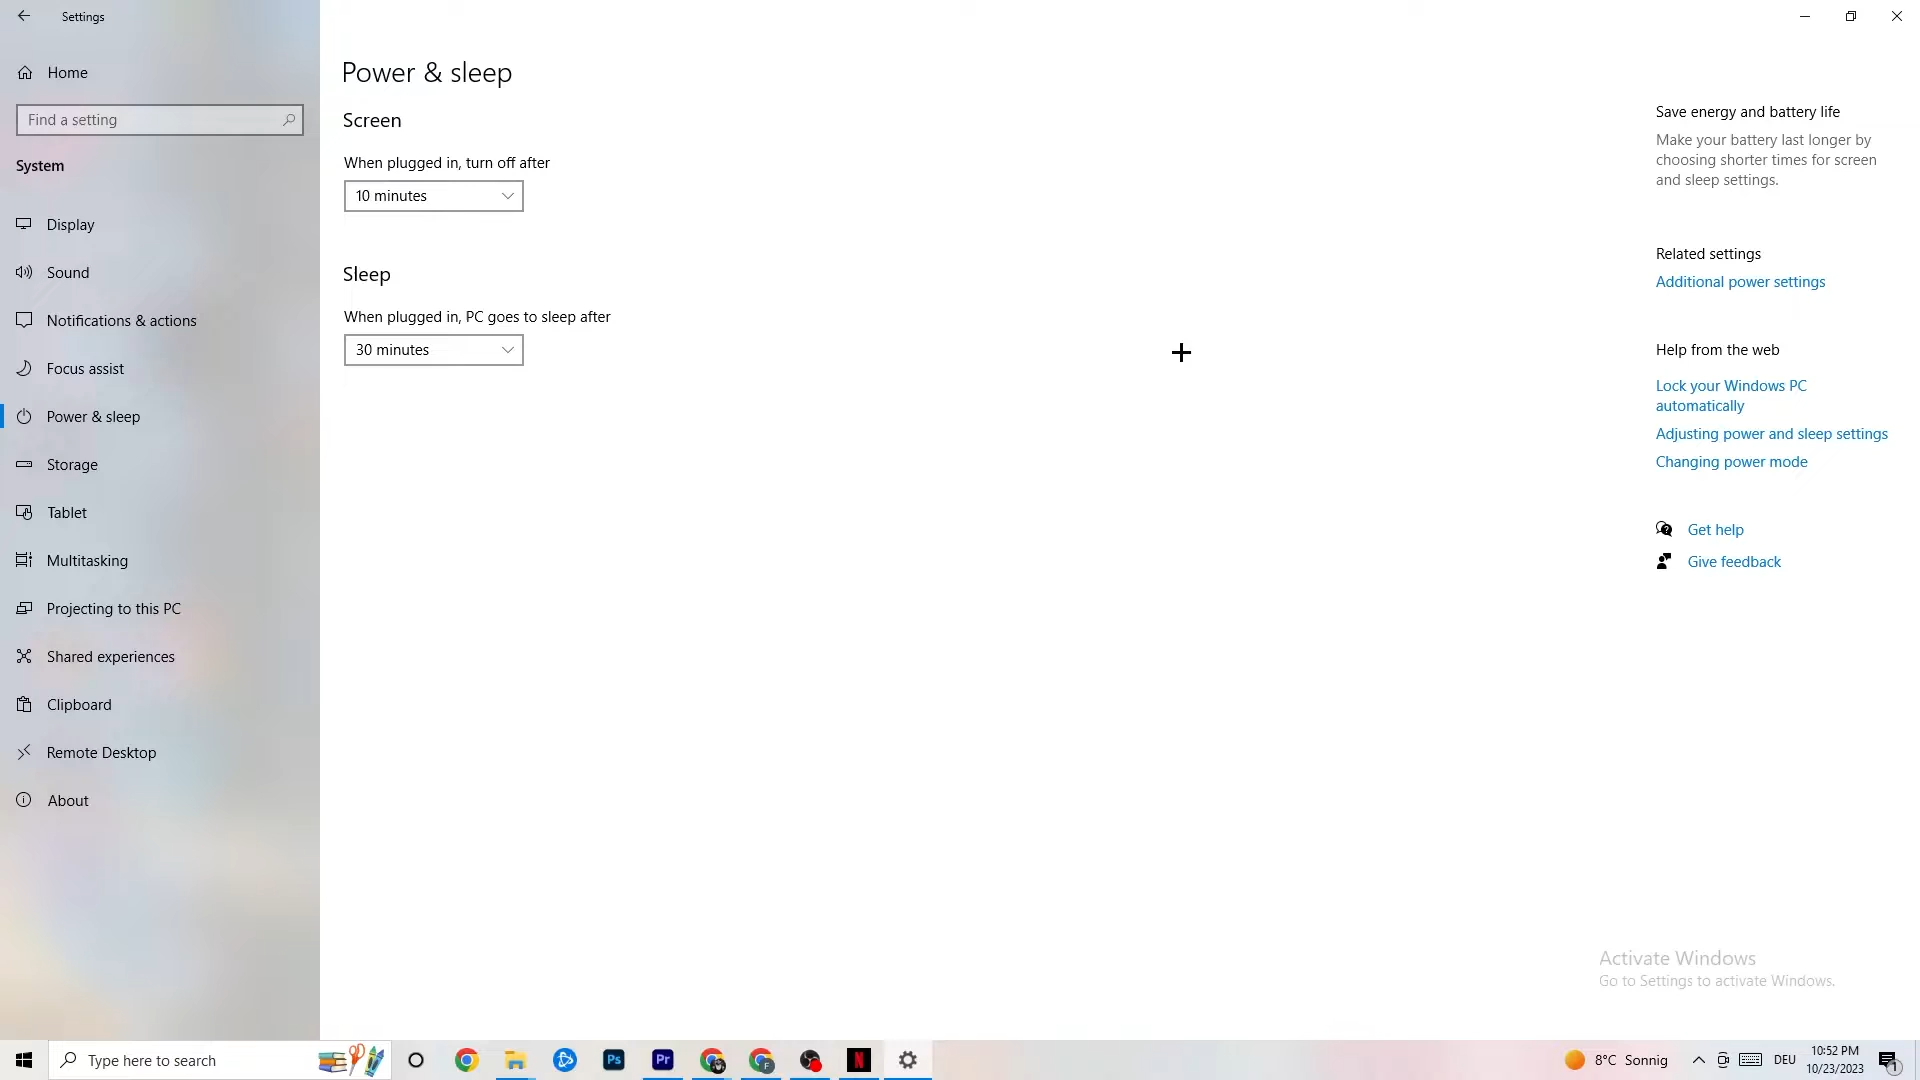 Settings
Home
Find a setting
System
Display
Sound
Notifications & actions
Focus assist
Power & sleep
Storage
Tablet
Multitasking
Projecting to this PC
Shared experiences
Clipboard
Remote Desktop
About
Power & sleep
Screen
When plugged in, turn off after
10 minutes
Sleep
When plugged in, PC goes to sleep after
30 minutes
Save energy and battery life
Make your battery last longer by
choosing shorter times for screen
and sleep settings.
Related settings
Additional power settings
Help from the web
Lock your Windows PC
automatically
Adjusting power and sleep settings
Changing power mode
Get help
Give feedback
Activate Windows
Go to Settings to activate Windows.
Type here to search
Ps
Pr
F
N
8°C Sonnig
DEU
10:52 PM
10/23/2023
1